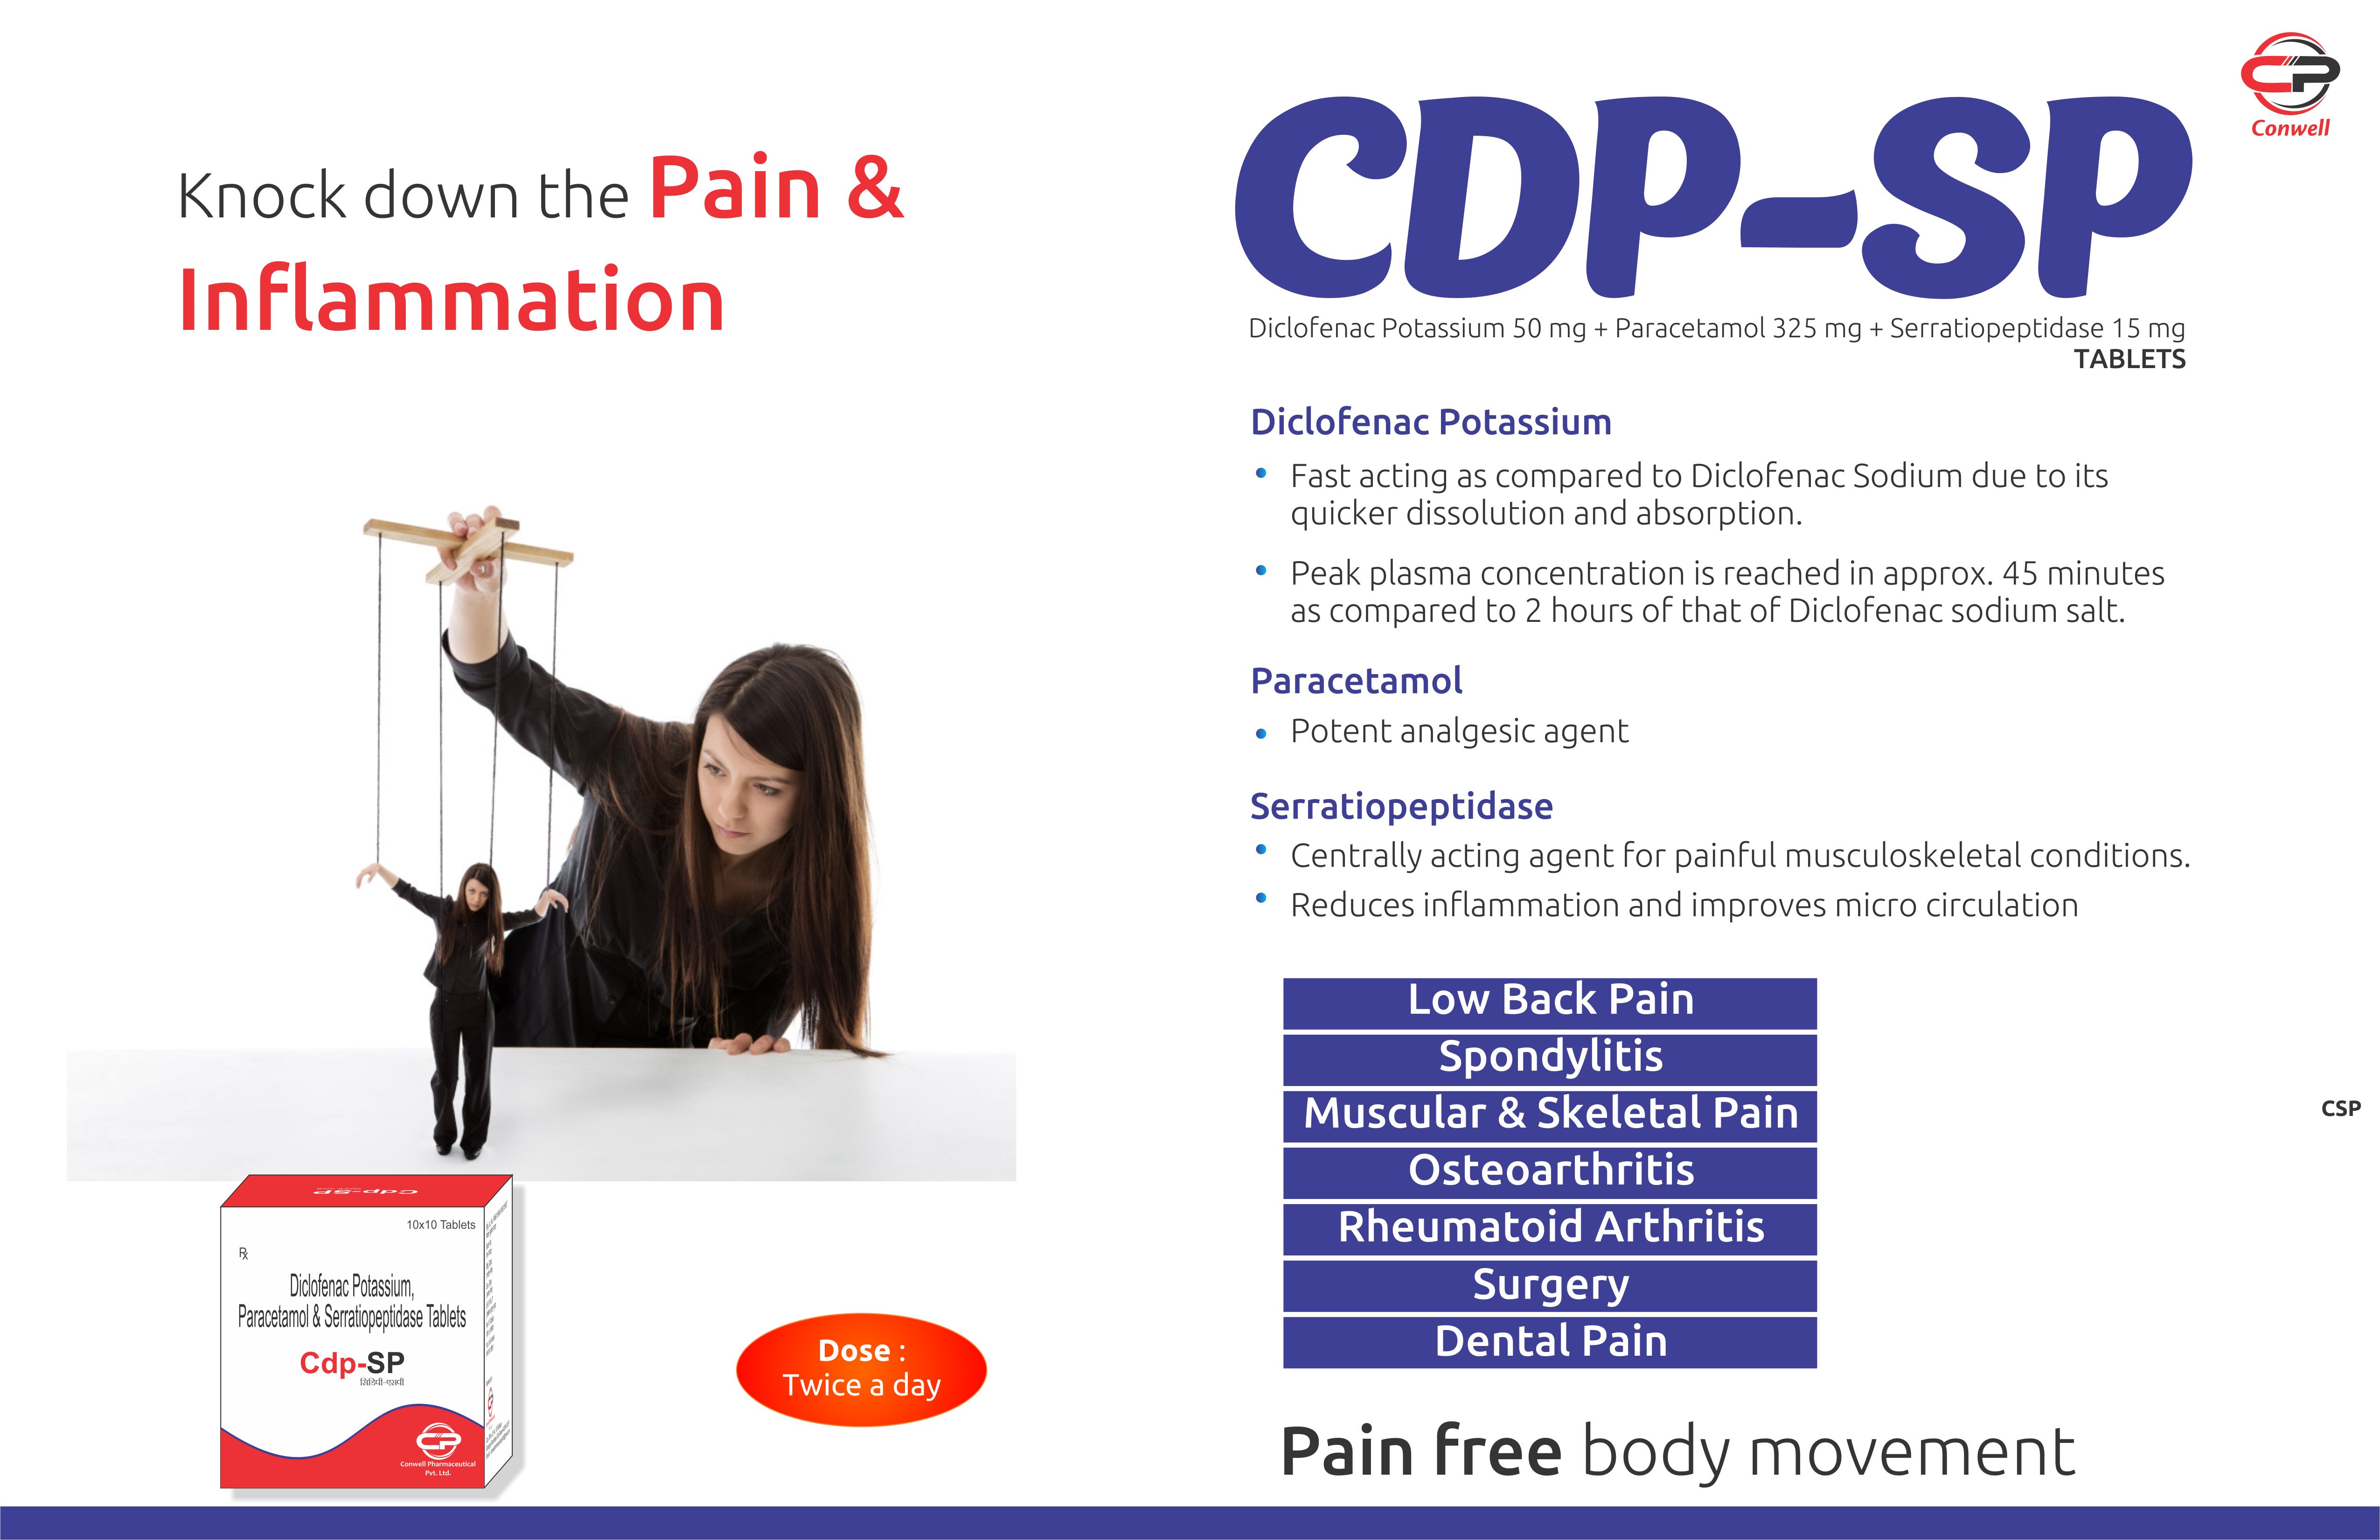 Knock down the Pain &
Inflammation
10x10 Tablets
Rx
Diclofenac Potassium,
Paracetamol & Serratiopeptidase Tablets
Cdp-SP
सिडिपी-एसपी
Conwell Pharmaceutical
Pvt. Ltd.
Cdp-SP
Dose :
Twice a day
Conwell
CDP-SP
Diclofenac Potassium 50 mg + Paracetamol 325 mg + Serratiopeptidase 15 mg
TABLETS
Diclofenac Potassium
• Fast acting as compared to Diclofenac Sodium due to its
quicker dissolution and absorption.
• Peak plasma concentration is reached in approx. 45 minutes
as compared to 2 hours of that of Diclofenac sodium salt.
Paracetamol
• Potent analgesic agent
Serratiopeptidase
• Centrally acting agent for painful musculoskeletal conditions.
• Reduces inflammation and improves micro circulation
Low Back Pain
Spondylitis
Muscular & Skeletal Pain
Osteoarthritis
Rheumatoid Arthritis
Surgery
Dental Pain
CSP
Pain free body movement